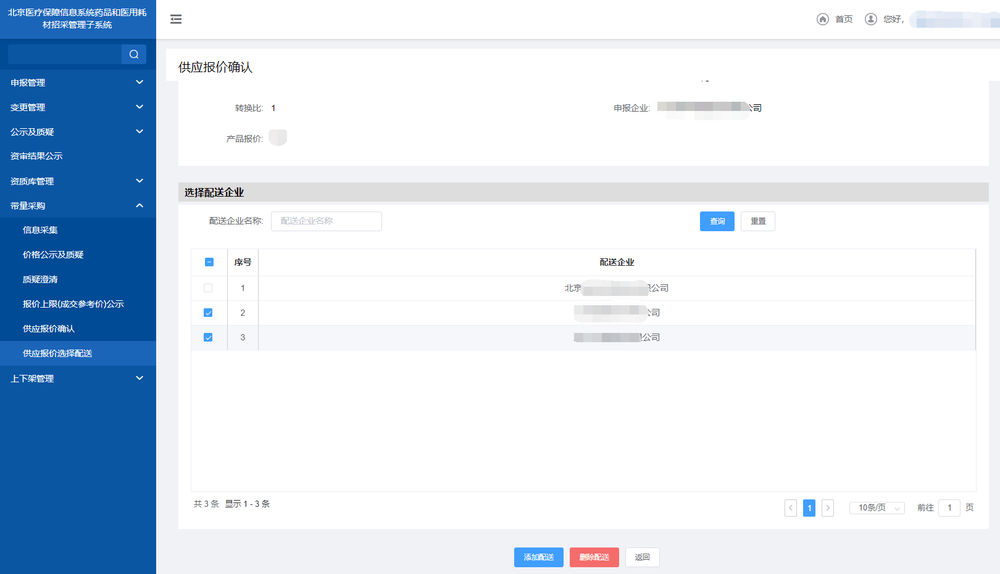 北京医疗保障信息系统药品和医用耗
材招采管理子系统
首页
您好,
申报管理
变更管理
公示及质疑
资审结果公示
资质库管理
带量采购
信息采集
价格公示及质疑
质疑澄清
报价上限(成交参考价)公示
供应报价确认
供应报价选择配送
上下架管理
供应报价确认
转换比: 1
申报企业: 公司
产品报价:
选择配送企业
配送企业名称: 配送企业名称
查询 重置
序号 配送企业
1 北京 公司
2 公司
3 公司
共 3 条 显示 1 - 3 条
1 10条/页 前往 1 页
添加配送 删除配送 返回